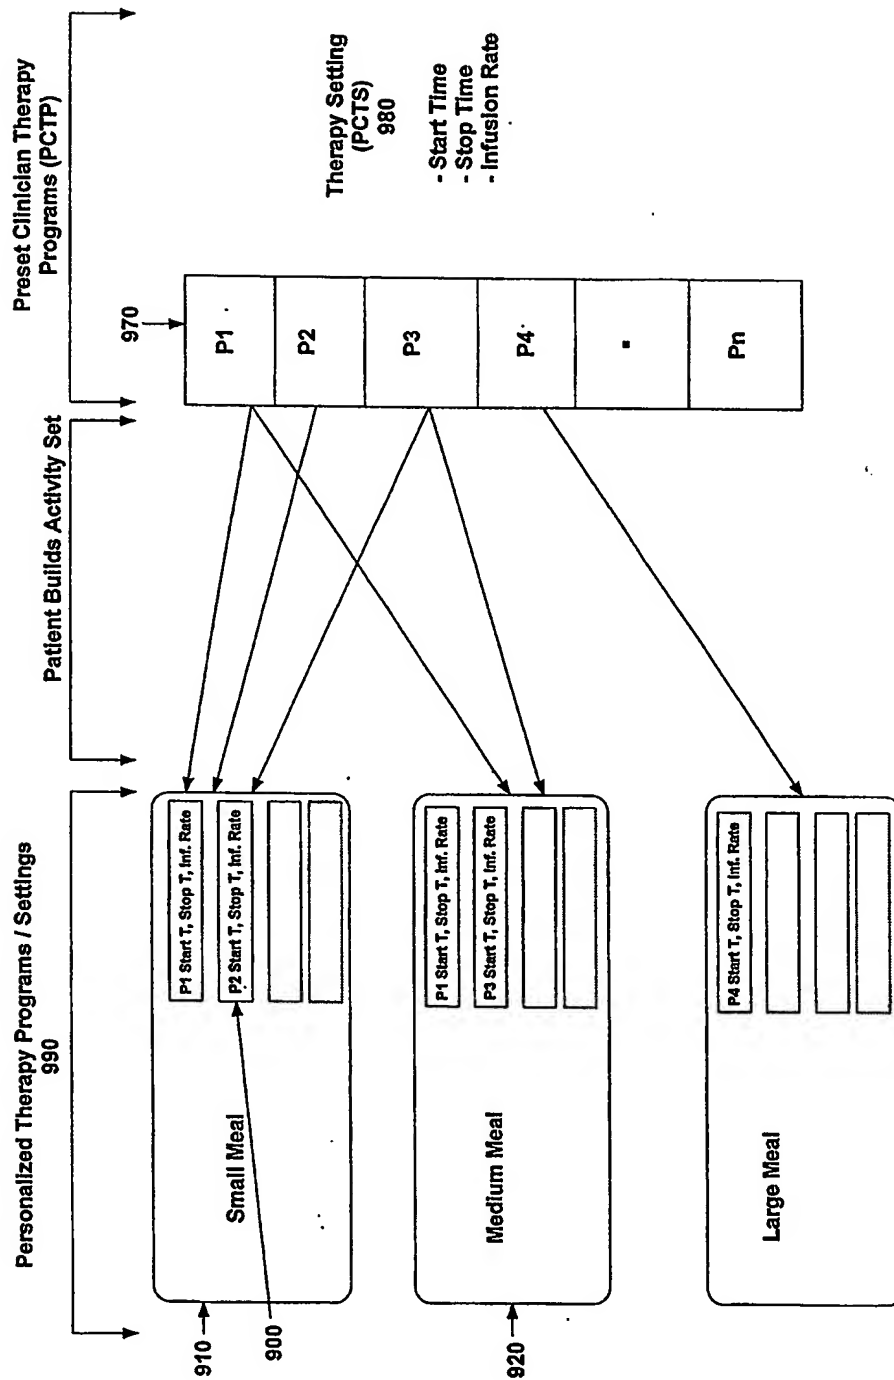 Personalized Therapy Programs / Settings
990
Patient Builds Activity Set
Preset Clinician Therapy
Programs (PCTP)
910
900
Small Meal
P1 Start T, Stop T, Inf. Rate
P2 Start T, Stop T, Inf. Rate
920
Medium Meal
P1 Start T, Stop T, Inf. Rate
P3 Start T, Stop T, Inf. Rate
Large Meal
P4 Start T, Stop T, Inf. Rate
970
P1
P2
P3
P4
Pn
Therapy Setting
(PCTS)
980
- Start Time
- Stop Time
- Infusion Rate